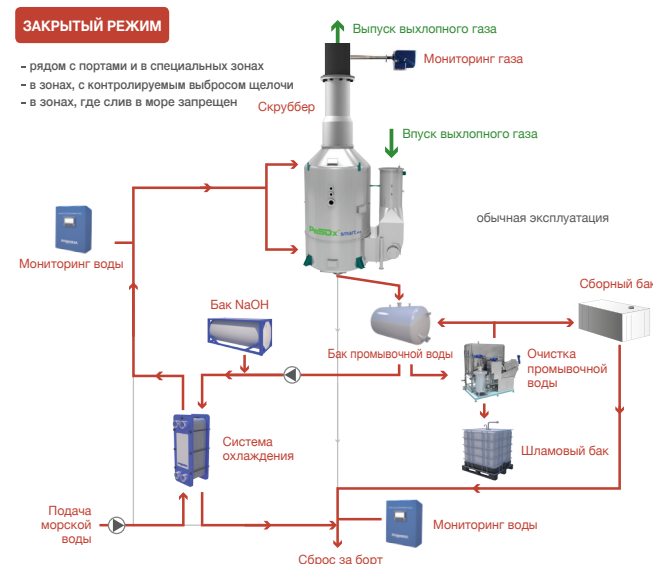 ЗАКРЫТЫЙ РЕЖИМ
– рядом с портами и в специальных зонах
– в зонах, с контролируемым выбросом щелочи
– в зонах, где слив в море запрещен
Выпуск выхлопного газа
Мониторинг газа
Скруббер
Впуск выхлопного газа
PaSOx smart
обычная эксплуатация
Мониторинг воды
Бак NaOH
Сборный бак
Бак промывочной воды
Очистка
промывочной
воды
Система
охлаждения
Шламовый бак
Подача
морской
воды
Мониторинг воды
Сброс за борт